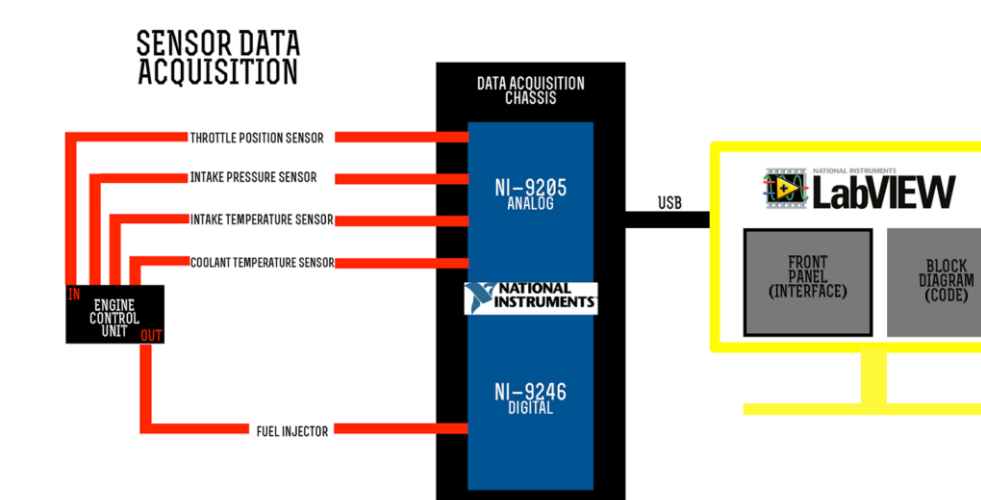 SENSOR DATA
ACQUISITION
DATA ACQUISITION
CHASSIS
THROTTLE POSITION SENSOR
INTAKE PRESSURE SENSOR
INTAKE TEMPERATURE SENSOR
COOLANT TEMPERATURE SENSOR
IN
ENGINE
CONTROL
UNIT
OUT
FUEL INJECTOR
NI-9205
ANALOG
NATIONAL
INSTRUMENTS
NI-9246
DIGITAL
USB
NATIONAL INSTRUMENTS
LabVIEW
FRONT
PANEL
(INTERFACE)
BLOCK
DIAGRAM
(CODE)